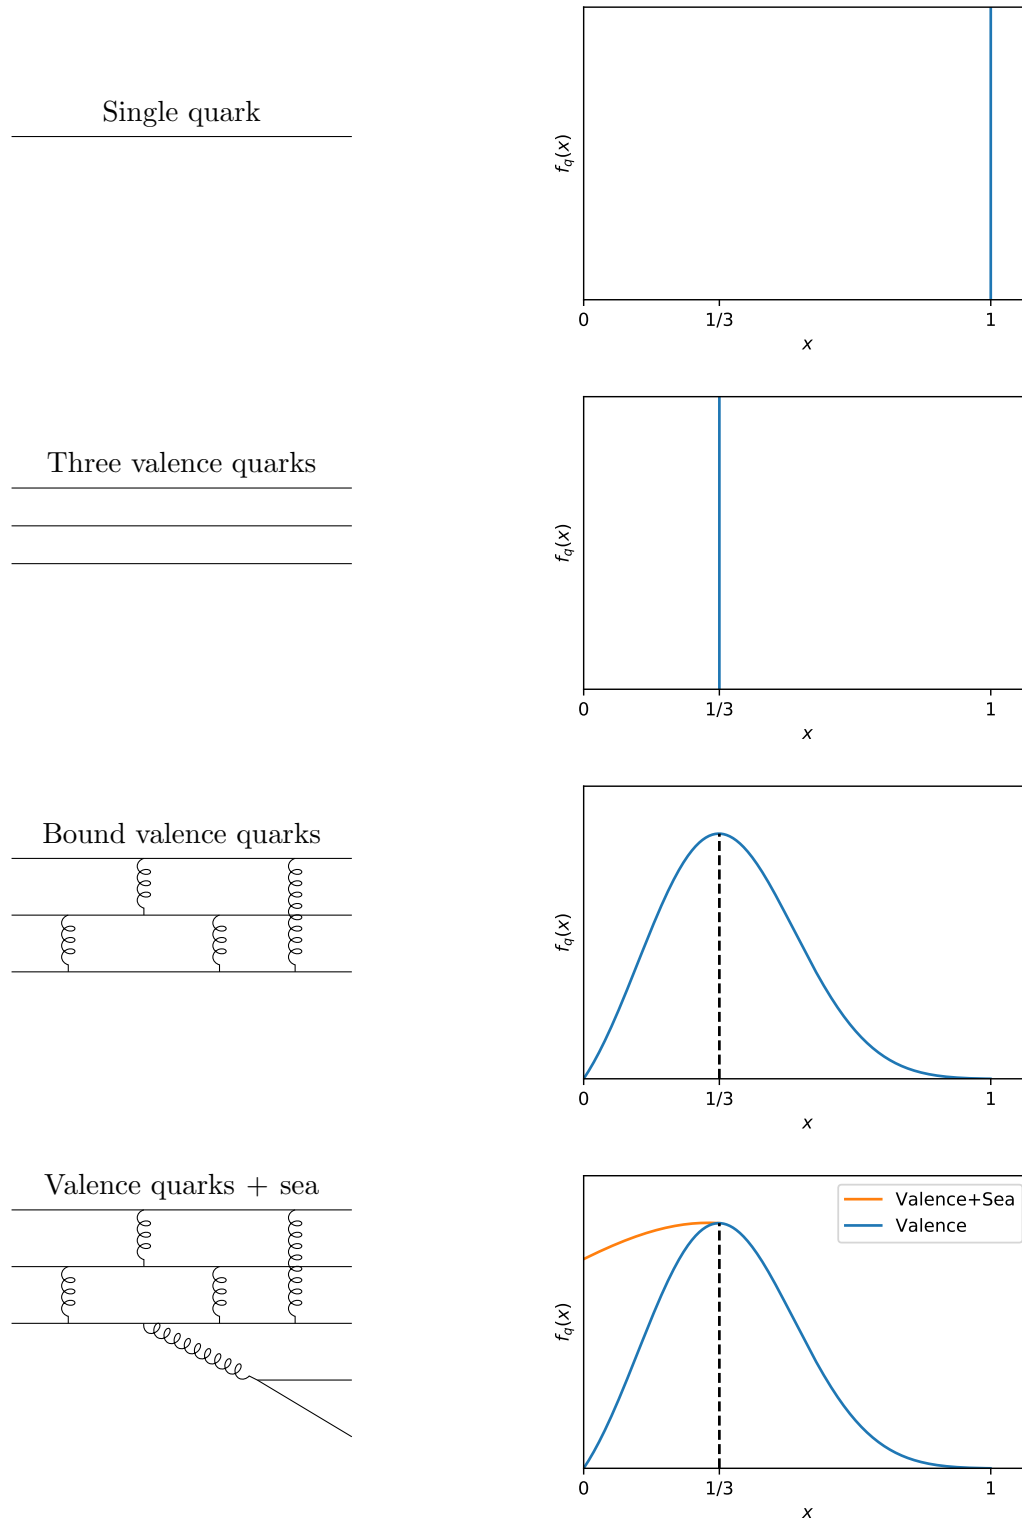 Single quark
f_q(x)
0 1/3 1
x
Three valence quarks
f_q(x)
0 1/3 1
x
Bound valence quarks
f_q(x)
0 1/3 1
x
Valence quarks + sea
Valence+Sea
Valence
f_q(x)
0 1/3 1
x